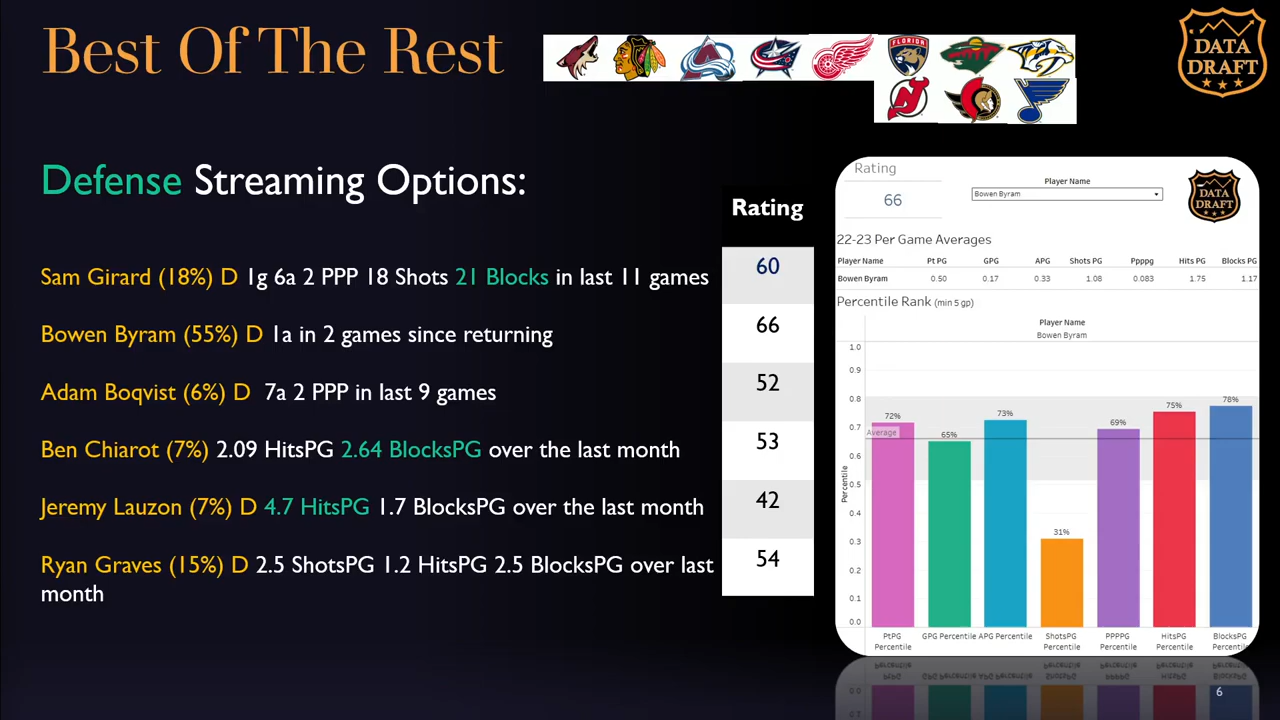 Best Of The Rest
FLORIDA
DATA
DRAFT
Defense Streaming Options:
Rating
Sam Girard (18%) D 1g 6a 2 PPP 18 Shots 21 Blocks in last 11 games
60
Bowen Byram (55%) D 1a in 2 games since returning
66
Adam Boqvist (6%) D 7a 2 PPP in last 9 games
52
Ben Chiarot (7%) 2.09 HitsPG 2.64 BlocksPG over the last month
53
Jeremy Lauzon (7%) D 4.7 HitsPG 1.7 BlocksPG over the last month
42
Ryan Graves (15%) D 2.5 ShotsPG 1.2 HitsPG 2.5 BlocksPG over last
month
54
Rating
66
Player Name
Bowen Byram
DATA
DRAFT
22-23 Per Game Averages
Player Name Pt PG GPG APG Shots PG Ppppg Hits PG Blocks PG
Bowen Byram 0.50 0.17 0.33 1.08 0.083 1.75 1.17
Percentile Rank (min 5 gp)
Player Name
Bowen Byram
1.0
0.9
0.8
0.7
0.6
0.5
0.4
0.3
0.2
0.1
0.0
Percentile
Average
72%
65%
73%
31%
69%
75%
78%
PtPG Percentile
GPG Percentile
APG Percentile
ShotsPG Percentile
PPPPG Percentile
HitsPG Percentile
BlocksPG Percentile
6